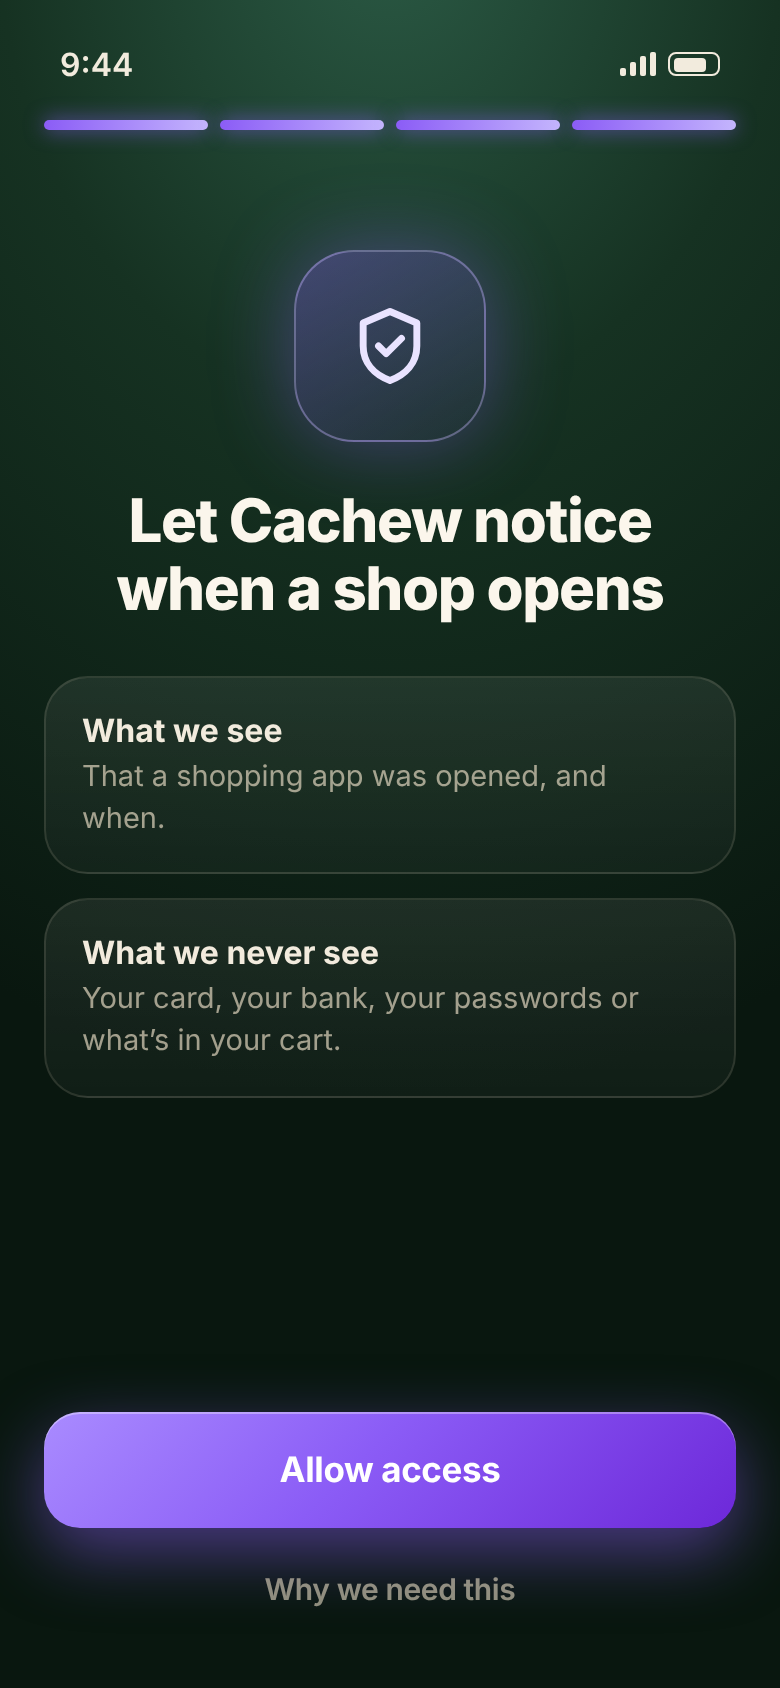 9:44
Let Cachew notice
when a shop opens
What we see
That a shopping app was opened, and
when.
What we never see
Your card, your bank, your passwords or
what’s in your cart.
Allow access
Why we need this